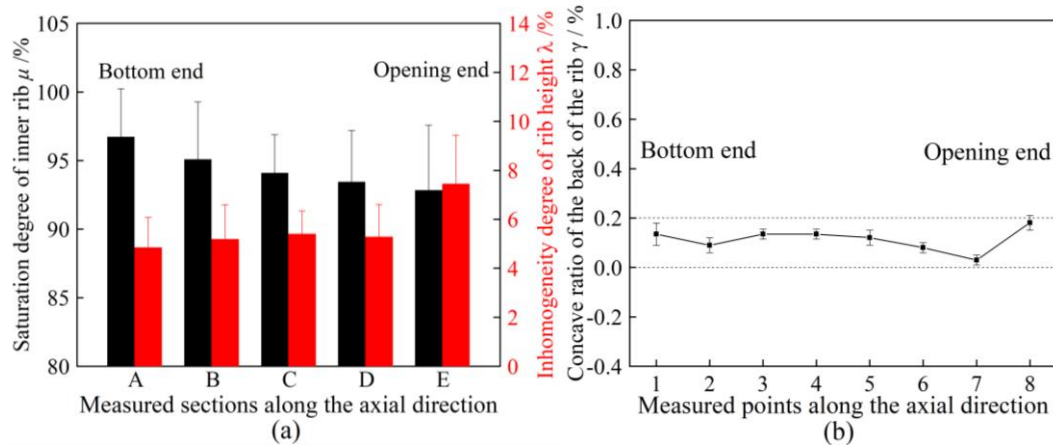 Saturation degree of inner rib μ /%
105
100
95
90
85
80
Bottom end
Opening end
14
12
10
8
6
4
2
0
Inhomogeneity degree of rib height λ /%
A B C D E
Measured sections along the axial direction
(a)
Concave ratio of the back of the rib γ / %
1.0
0.8
0.6
0.4
0.2
0.0
-0.2
-0.4
Bottom end
Opening end
1 2 3 4 5 6 7 8
Measured points along the axial direction
(b)